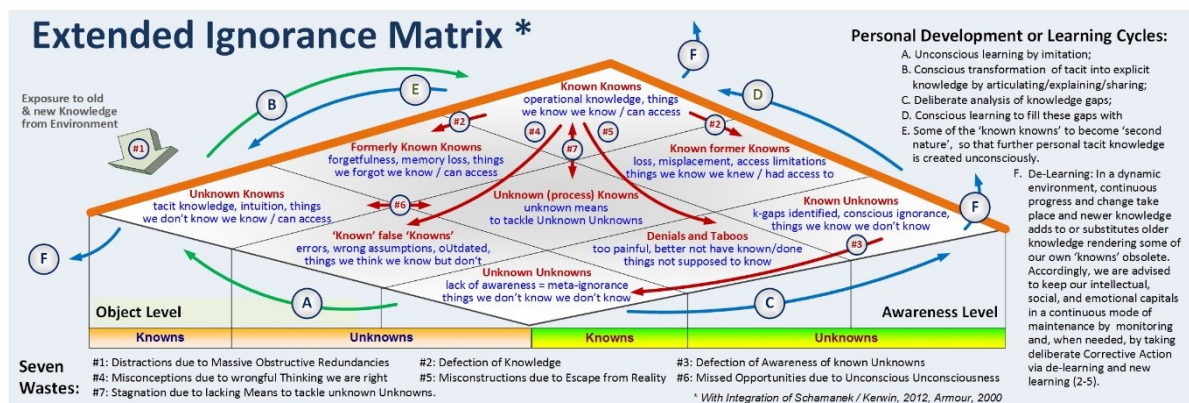 Extended Ignorance Matrix *
Exposure to old
& new Knowledge
from Environment
#1
B
E
F
D
Known Knowns
operational knowledge, things
we know we know / can access
#2
#4
#5
#2
#7
Formerly Known Knowns
forgetfulness, memory loss, things
we forgot we know / can access
Known former Knowns
loss, misplacement, access limitations
things we know we knew / had access to
Unknown Knowns
tacit knowledge, intuition, things
we don't know we know / can access
#6
Unknown (process) Knowns
unknown means
to tackle Unknown Unknowns
Known Unknowns
k-gaps identified, conscious ignorance,
things we know we don't know
'Known' false 'Knowns'
errors, wrong assumptions, oUtdated,
things we think we know but don't
Denials and Taboos
too painful, better not have known/done
things not supposed to know
#3
F
F
Unknown Unknowns
lack of awareness = meta-ignorance
things we don't know we don't know
A
C
Object Level
Awareness Level
Knowns
Unknowns
Knowns
Unknowns
Personal Development or Learning Cycles:
A. Unconscious learning by imitation;
B. Conscious transformation of tacit into explicit
knowledge by articulating/explaining/sharing;
C. Deliberate analysis of knowledge gaps;
D. Conscious learning to fill these gaps with
E. Some of the 'known knowns' to become 'second
nature', so that further personal tacit knowledge
is created unconsciously.
F. De-Learning: In a dynamic
environment, continuous
progress and change take
place and newer knowledge
adds to or substitutes older
knowledge rendering some of
our own 'knowns' obsolete.
Accordingly, we are advised
to keep our intellectual,
social, and emotional capitals
in a continuous mode of
maintenance by monitoring
and, when needed, by taking
deliberate Corrective Action
via de-learning and new
learning (2-5).
Seven
Wastes:
#1: Distractions due to Massive Obstructive Redundancies
#2: Defection of Knowledge
#3: Defection of Awareness of known Unknowns
#4: Misconceptions due to wrongful Thinking we are right
#5: Misconstructions due to Escape from Reality
#6: Missed Opportunities due to Unconscious Unconsciousness
#7: Stagnation due to lacking Means to tackle unknown Unknowns.
* With Integration of Schamanek / Kerwin, 2012, Armour, 2000